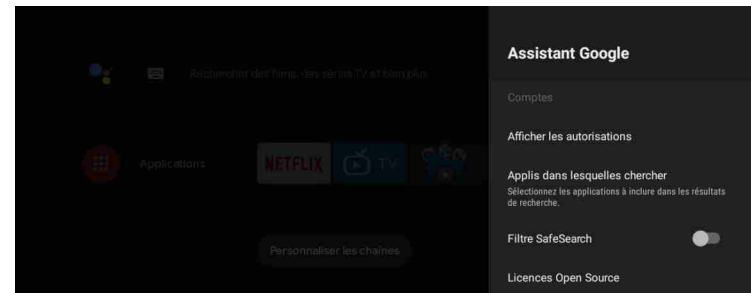 Assistant Google
Comptes
Afficher les autorisations
Applis dans lesquelles chercher
Sélectionnez les applications à inclure dans les résultats
de recherche.
Filtre SafeSearch
Licences Open Source
Rechercher des films, des séries TV et bien plus
Applications
NETFLIX
TV
Personnaliser les chaînes